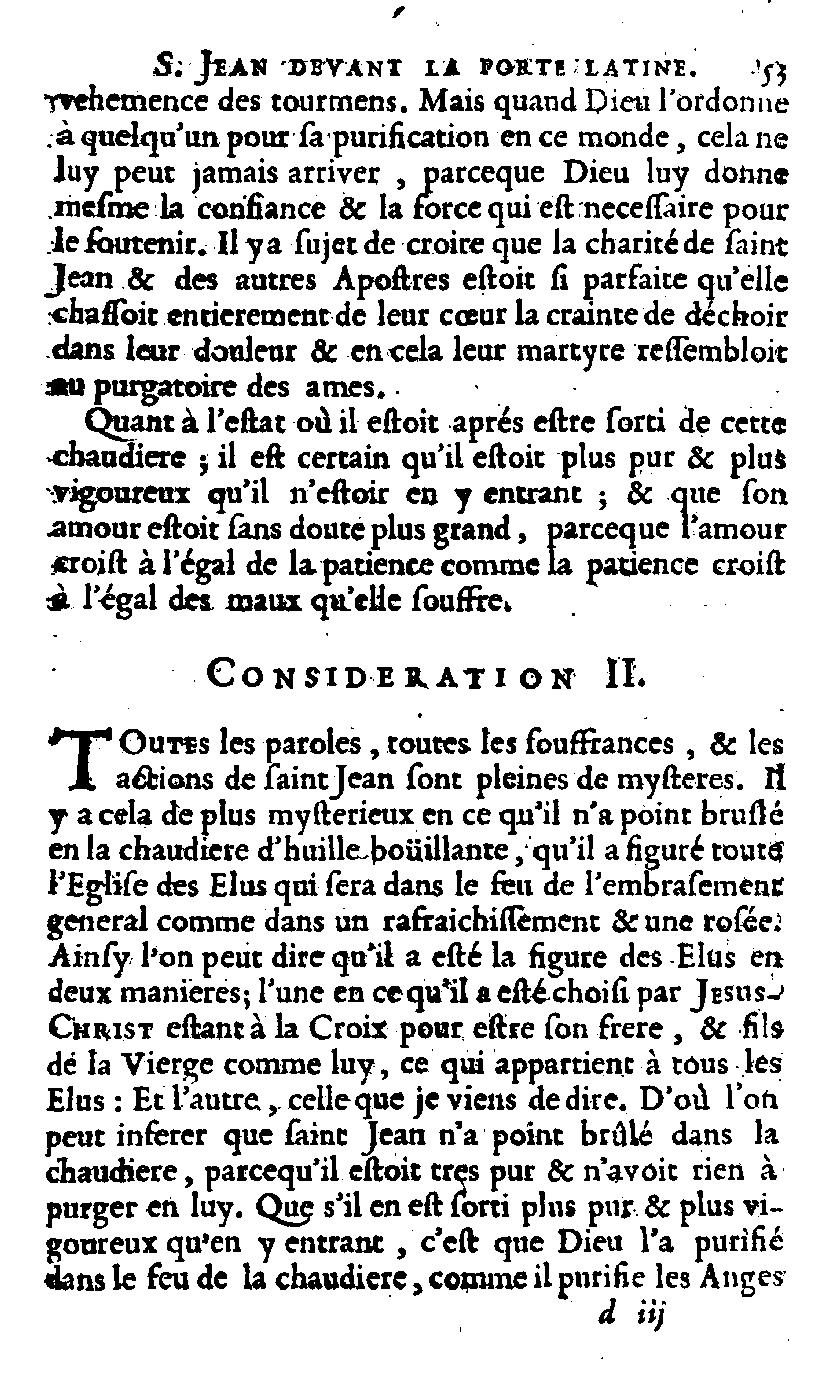 S. JEAN DEVANT LA PORTE LATINE. 53
vehemence des tourmens. Mais quand Dieu l'ordonne
à quelqu'un pour ſa purification en ce monde, cela ne
luy peut jamais arriver, parceque Dieu luy donne
meſme la confiance & la force qui eſt neceſſaire pour
le ſoutenir. Il y a ſujet de croire que la charité de ſaint
Jean & des autres Apoſtres eſtoit ſi parfaite qu'elle
chaſſoit entierement de leur cœur la crainte de déchoir
dans leur douleur & en cela leur martyre reſſembloit
au purgatoire des ames.
Quant à l'eſtat où il eſtoit aprés eſtre ſorti de cette
chaudiere ; il eſt certain qu'il eſtoit plus pur & plus
vigoureux qu'il n'eſtoir en y entrant ; & que ſon
amour eſtoit ſans doute plus grand, parceque l'amour
croiſt à l'égal de la patience comme la patience croiſt
à l'égal des maux qu'elle ſouffre.
CONSIDERATION II.
TOUTES les paroles, toutes les ſouffrances, & les
actions de ſaint Jean ſont pleines de myſteres. Il
y a cela de plus myſterieux en ce qu'il n'a point bruſlé
en la chaudiere d'huille boüillante, qu'il a figuré toute
l'Egliſe des Elus qui ſera dans le feu de l'embraſement
general comme dans un rafraichiſſement & une roſée.
Ainſy l'on peut dire qu'il a eſté la figure des Elus en
deux manieres; l'une en ce qu'il a eſté choiſi par JESUS-
CHRIST eſtant à la Croix pour eſtre ſon frere, & fils
de la Vierge comme luy, ce qui appartient à tous les
Elus : Et l'autre, celle que je viens de dire. D'où l'on
peut inferer que ſaint Jean n'a point brûlé dans la
chaudiere, parcequ'il eſtoit tres pur & n'avoit rien à
purger en luy. Que s'il en eſt ſorti plus pur & plus vi-
goureux qu'en y entrant, c'eſt que Dieu l'a purifié
dans le feu de la chaudiere, comme il purifie les Anges
d iij